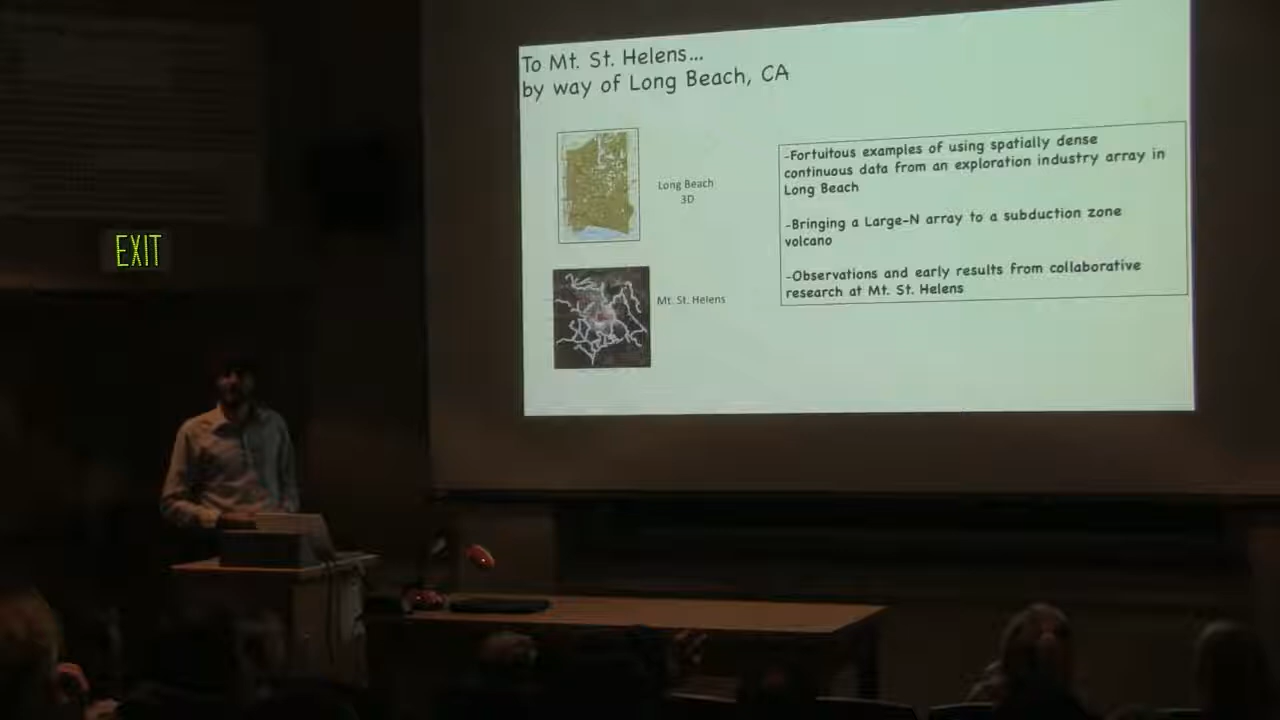 To Mt. St. Helens...
by way of Long Beach, CA
Long Beach
3D
Mt. St. Helens
-Fortuitous examples of using spatially dense
continuous data from an exploration industry array in
Long Beach
-Bringing a Large-N array to a subduction zone
volcano
-Observations and early results from collaborative
research at Mt. St. Helens
EXIT